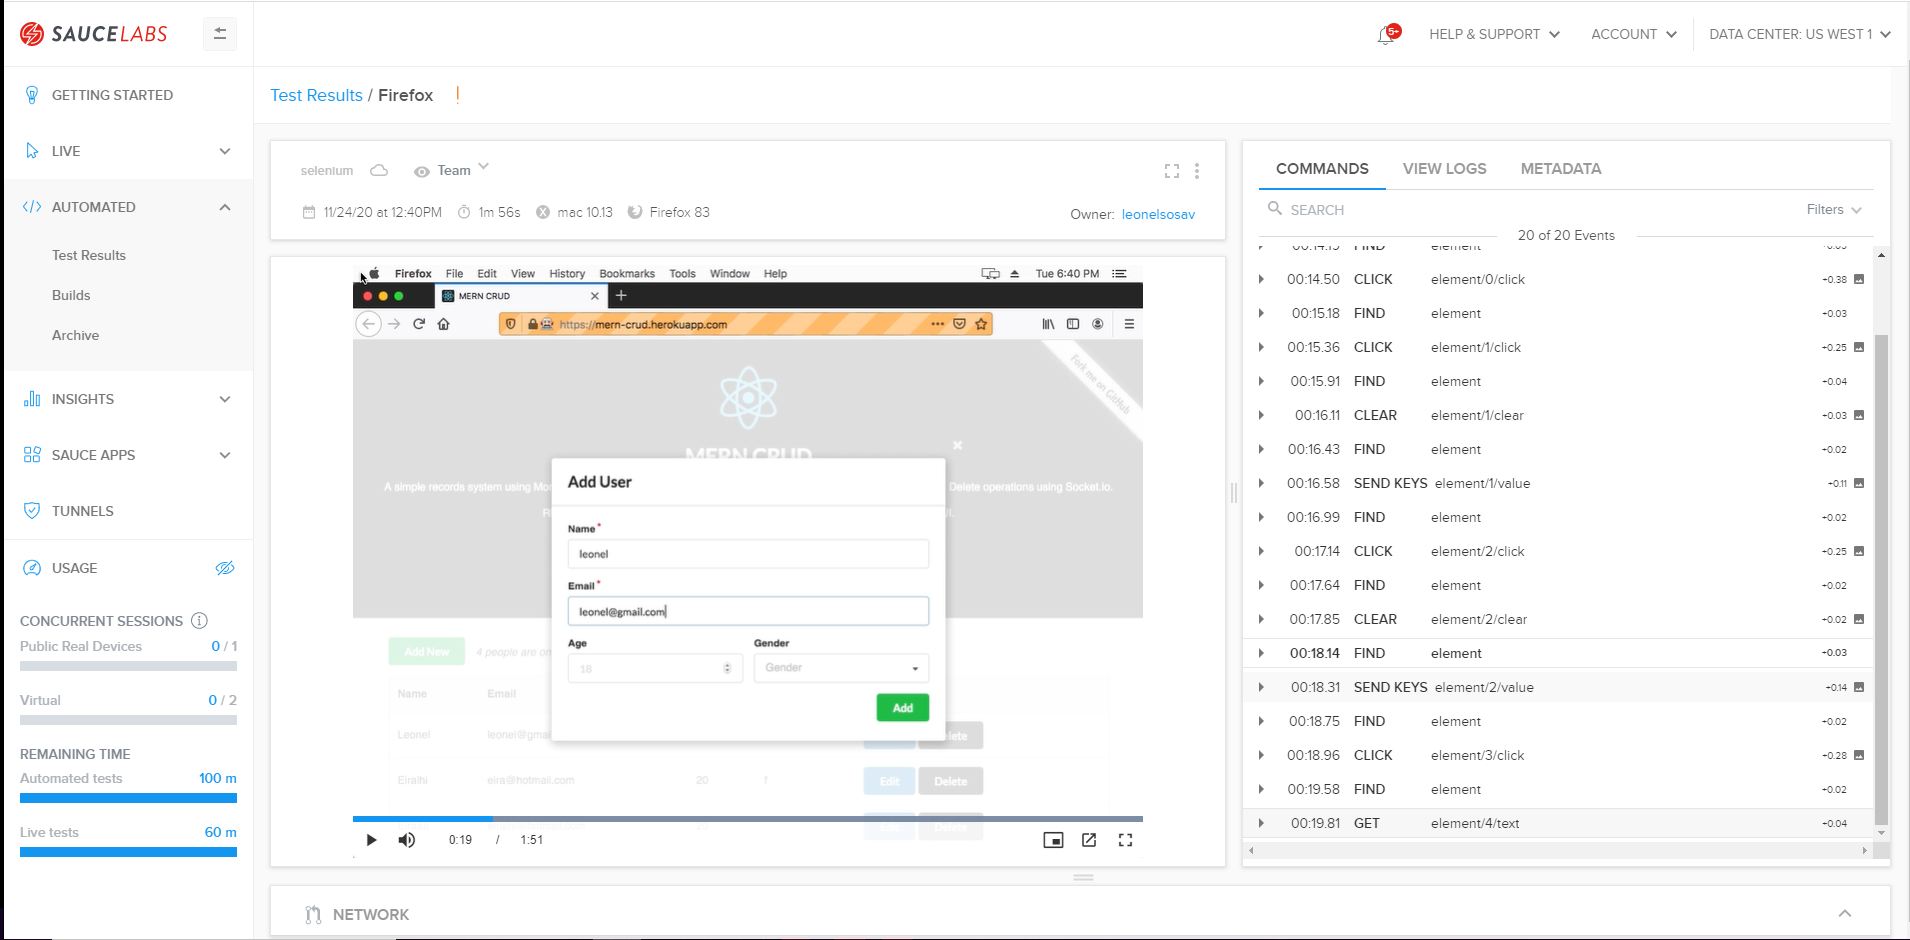 SAUCELABS
5+
HELP & SUPPORT
ACCOUNT
DATA CENTER: US WEST 1
GETTING STARTED
LIVE
AUTOMATED
Test Results
Builds
Archive
INSIGHTS
SAUCE APPS
TUNNELS
USAGE
CONCURRENT SESSIONS
Public Real Devices 0 / 1
Virtual 0 / 2
REMAINING TIME
Automated tests 100 m
Live tests 60 m
Test Results / Firefox !
selenium Team
11/24/20 at 12:40PM 1m 56s mac 10.13 Firefox 83
Owner: leonelsosav
Firefox File Edit View History Bookmarks Tools Window Help Tue 6:40 PM
MERN CRUD
https://mern-crud.herokuapp.com
Fork me on GitHub
MERN CRUD
A simple records system using Mon
Delete operations using Socket.io.
Add User
Name *
leonel
Email *
leonel@gmail.com
Age Gender
18 Gender
Add
Add New 4 people are on
Name Email
Leonel leonel@gmai lete
Eiralhi eira@hotmail.com 20 f Edit Delete
Edit Delete
0:19 / 1:51
COMMANDS VIEW LOGS METADATA
SEARCH Filters
20 of 20 Events
00:14.15 FIND element +0.05
00:14.50 CLICK element/0/click +0.38
00:15.18 FIND element +0.03
00:15.36 CLICK element/1/click +0.25
00:15.91 FIND element +0.04
00:16.11 CLEAR element/1/clear +0.03
00:16.43 FIND element +0.02
00:16.58 SEND KEYS element/1/value +0.11
00:16.99 FIND element +0.02
00:17.14 CLICK element/2/click +0.25
00:17.64 FIND element +0.02
00:17.85 CLEAR element/2/clear +0.02
00:18.14 FIND element +0.03
00:18.31 SEND KEYS element/2/value +0.14
00:18.75 FIND element +0.02
00:18.96 CLICK element/3/click +0.28
00:19.58 FIND element +0.02
00:19.81 GET element/4/text +0.04
NETWORK